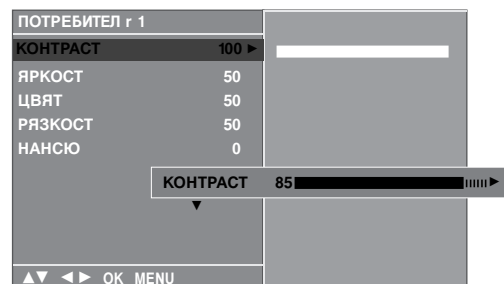 ПОТРЕБИТЕЛ r 1
КОНТРАСТ 100 ►
ЯРКОСТ 50
ЦВЯТ 50
РЯЗКОСТ 50
НАНСЮ 0
КОНТРАСТ 85 ►
▼
▲▼ ◄► OK MENU